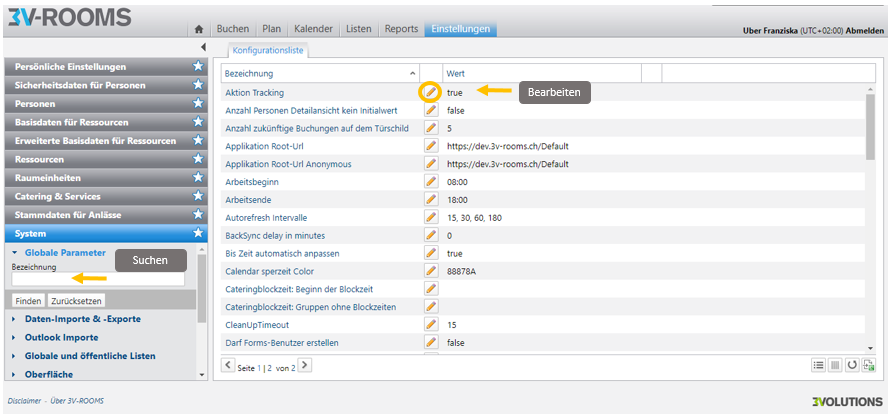 3V-ROOMS
Buchen Plan Kalender Listen Reports Einstellungen
Uber Franziska (UTC+02:00) Abmelden
Persönliche Einstellungen
Sicherheitsdaten für Personen
Personen
Basisdaten für Ressourcen
Erweiterte Basisdaten für Ressourcen
Ressourcen
Raumeinheiten
Catering & Services
Stammdaten für Anlässe
System
Globale Parameter
Bezeichnung
Suchen
Finden Zurücksetzen
Daten-Importe & -Exporte
Outlook Importe
Globale und öffentliche Listen
Oberfläche
Konfigurationsliste
Bezeichnung Wert
Aktion Tracking true
Bearbeiten
Anzahl Personen Detailansicht kein Initialwert false
Anzahl zukünftige Buchungen auf dem Türschild 5
Applikation Root-Url https://dev.3v-rooms.ch/Default
Applikation Root-Url Anonymous https://dev.3v-rooms.ch/Default
Arbeitsbeginn 08:00
Arbeitsende 18:00
Autorefresh Intervalle 15, 30, 60, 180
BackSync delay in minutes 0
Bis Zeit automatisch anpassen true
Calendar sperzeit Color 88878A
Cateringblockzeit: Beginn der Blockzeit
Cateringblockzeit: Gruppen ohne Blockzeiten
CleanUpTimeout 15
Darf Forms-Benutzer erstellen false
Seite 1 | 2 von 2
Disclaimer - Über 3V-ROOMS
3VOLUTIONS